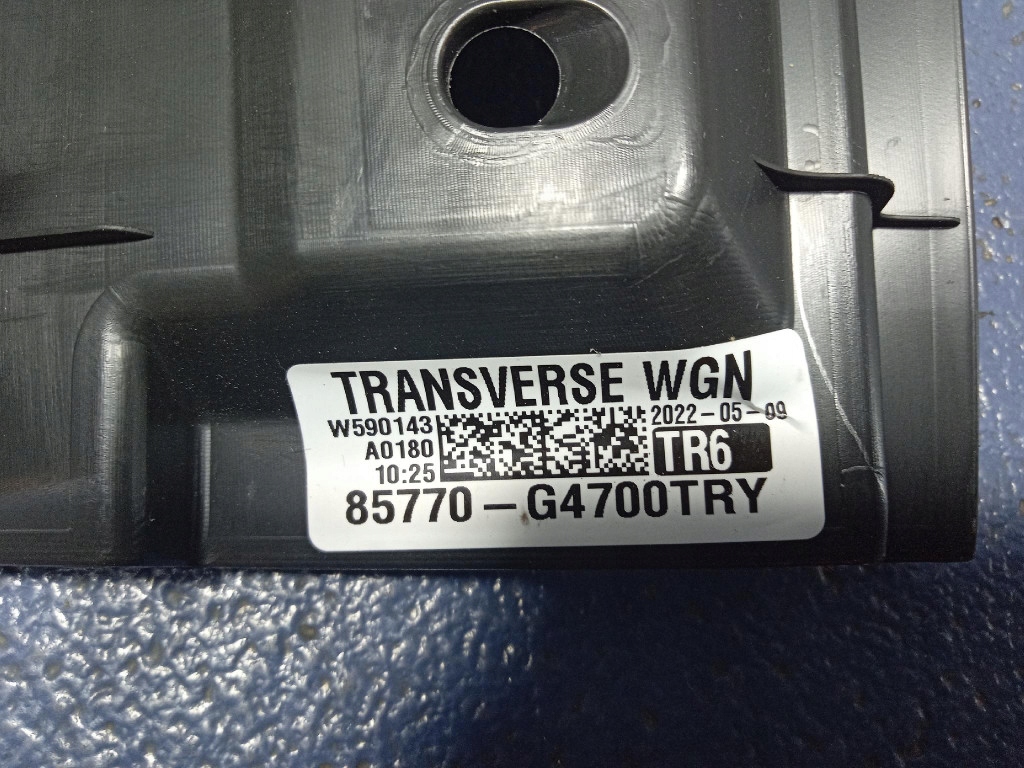 TRANSVERSE WGN
W590143
2022-05-09
A0180
TR6
10:25
85770-G4700TRY